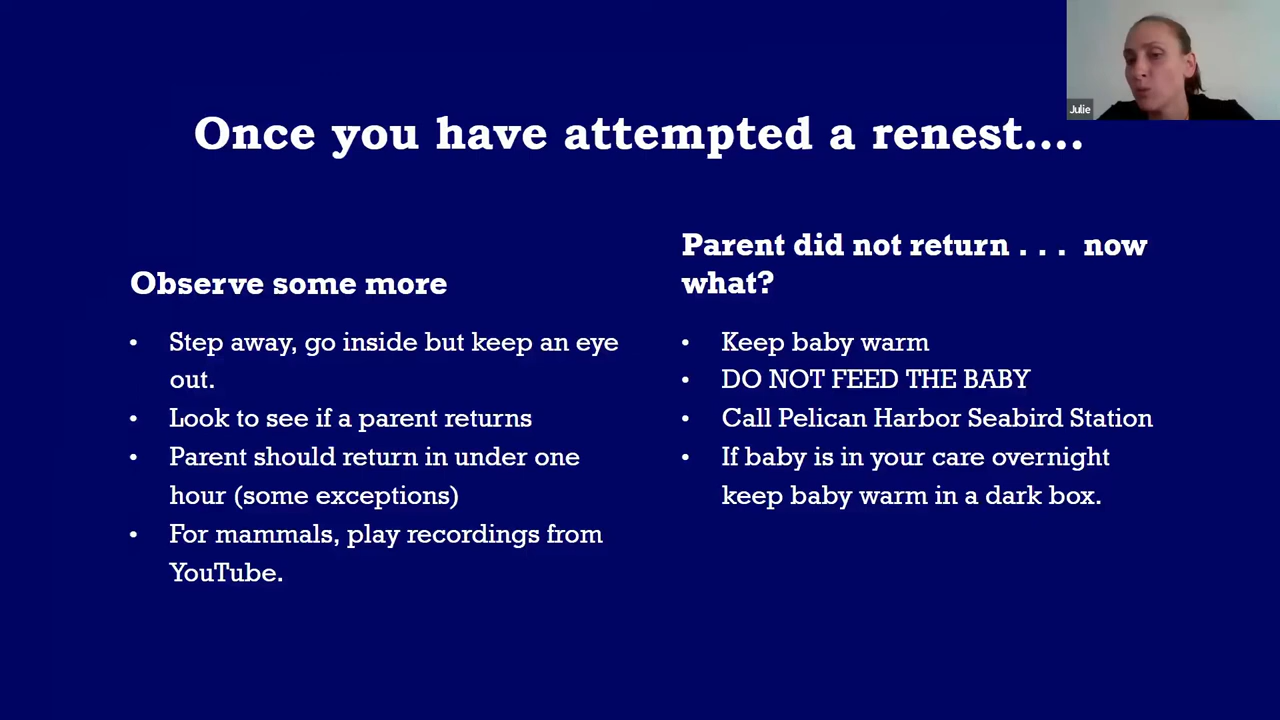 Julie
Once you have attempted a renest....
Observe some more
• Step away, go inside but keep an eye
out.
• Look to see if a parent returns
• Parent should return in under one
hour (some exceptions)
• For mammals, play recordings from
YouTube.
Parent did not return . . . now
what?
• Keep baby warm
• DO NOT FEED THE BABY
• Call Pelican Harbor Seabird Station
• If baby is in your care overnight
keep baby warm in a dark box.